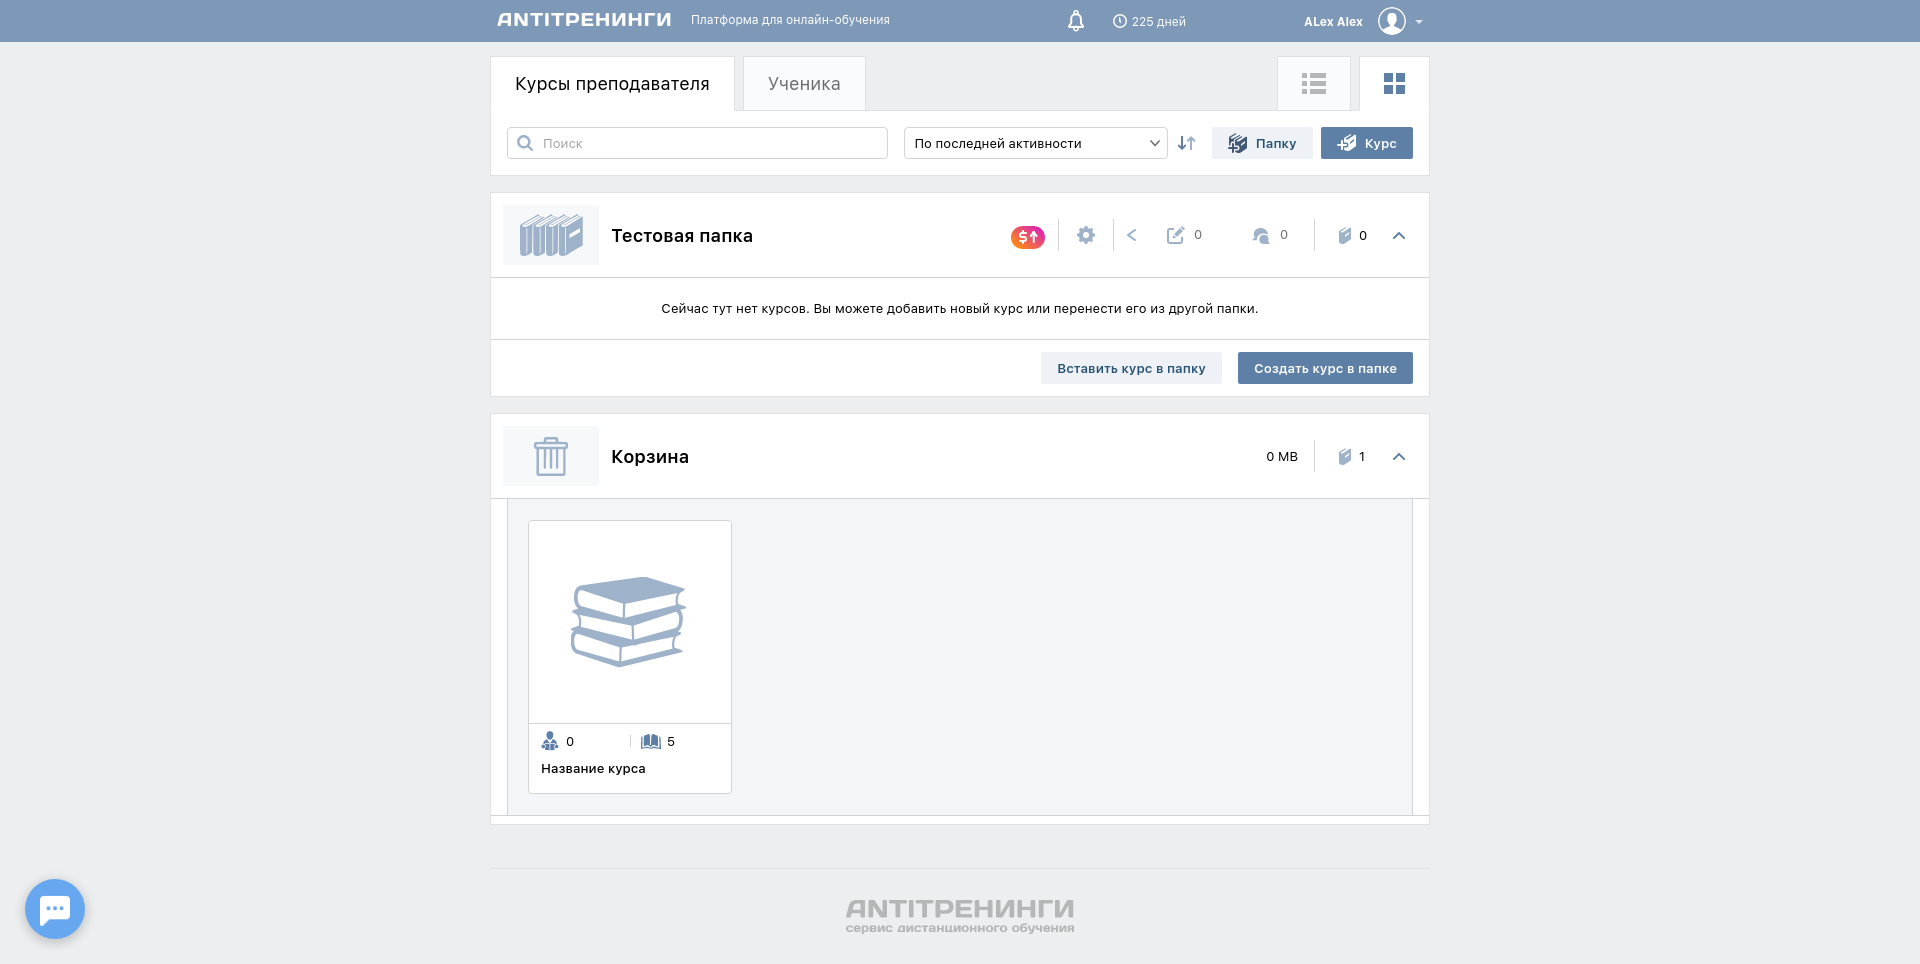 АНТІТРЕНИНГИ
Платформа для онлайн-обучения
225 дней
ALex Alex
Курсы преподавателя
Ученика
Поиск
По последней активности
Папку
Курс
Тестовая папка
$
0
0
0
Сейчас тут нет курсов. Вы можете добавить новый курс или перенести его из другой папки.
Вставить курс в папку
Создать курс в папке
Корзина
0 MB
1
0
5
Название курса
АНТІТРЕНИНГИ
сервис дистанционного обучения